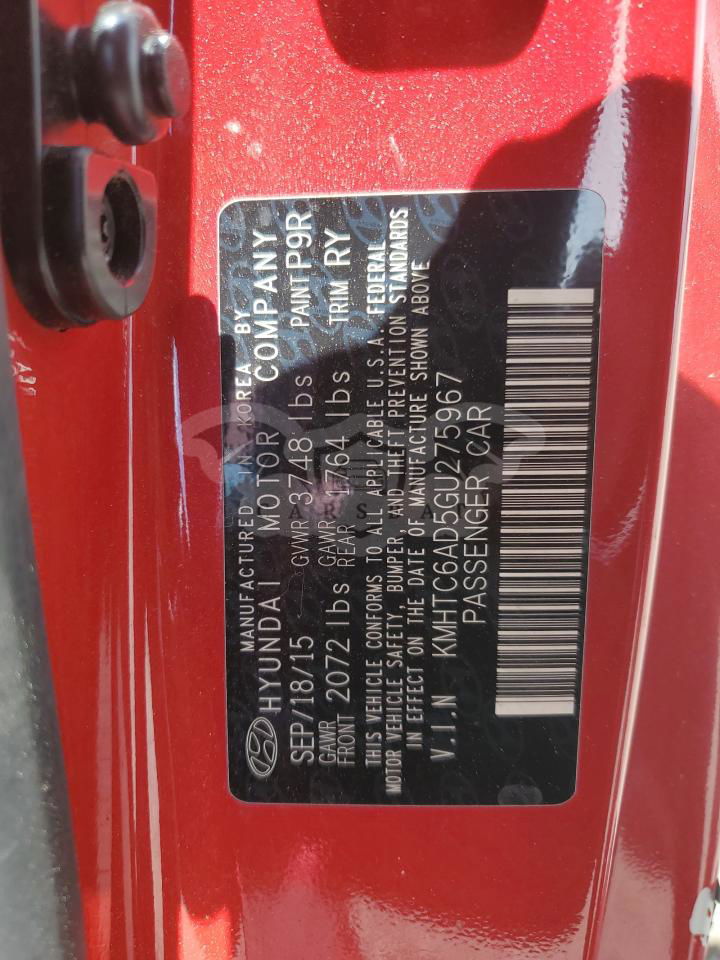 MANUFACTURED IN KOREA BY
HYUNDAI MOTOR COMPANY
SEP/18/15 GVWR 3748 lbs PAINT P9R
GAWR FRONT 2072 lbs GAWR REAR 1764 lbs TRIM RY
THIS VEHICLE CONFORMS TO ALL APPLICABLE U.S.A. FEDERAL
MOTOR VEHICLE SAFETY, BUMPER, AND THEFT PREVENTION STANDARDS
IN EFFECT ON THE DATE OF MANUFACTURE SHOWN ABOVE
V.I.N KMHTC6AD5GU275967
PASSENGER CAR